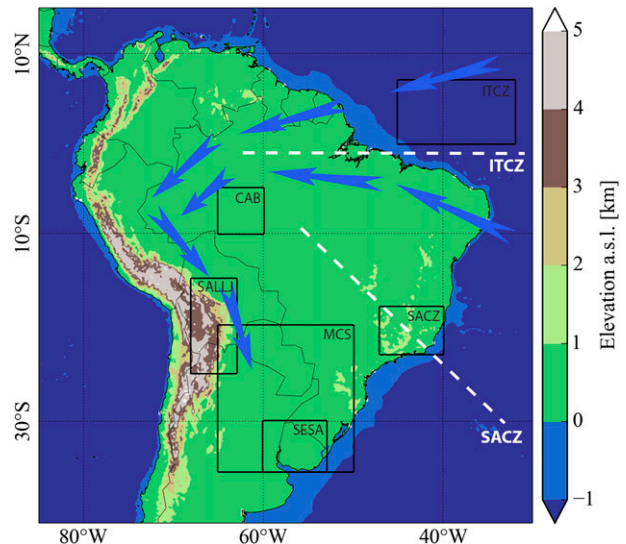 10°N
10°S
30°S
80°W
60°W
40°W
ITCZ
ITCZ
CAB
SALLJ
SACZ
MCS
SESA
SACZ
5
4
3
2
1
0
−1
Elevation a.s.l. [km]